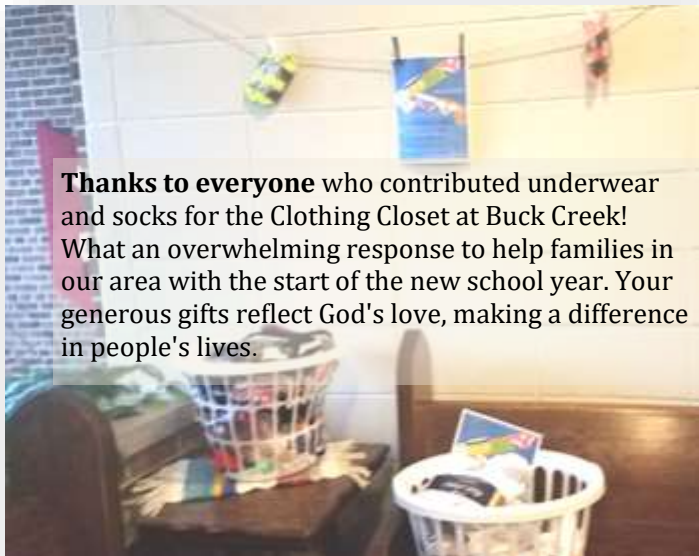 Thanks to everyone who contributed underwear
and socks for the Clothing Closet at Buck Creek!
What an overwhelming response to help families in
our area with the start of the new school year. Your
generous gifts reflect God's love, making a difference
in people's lives.